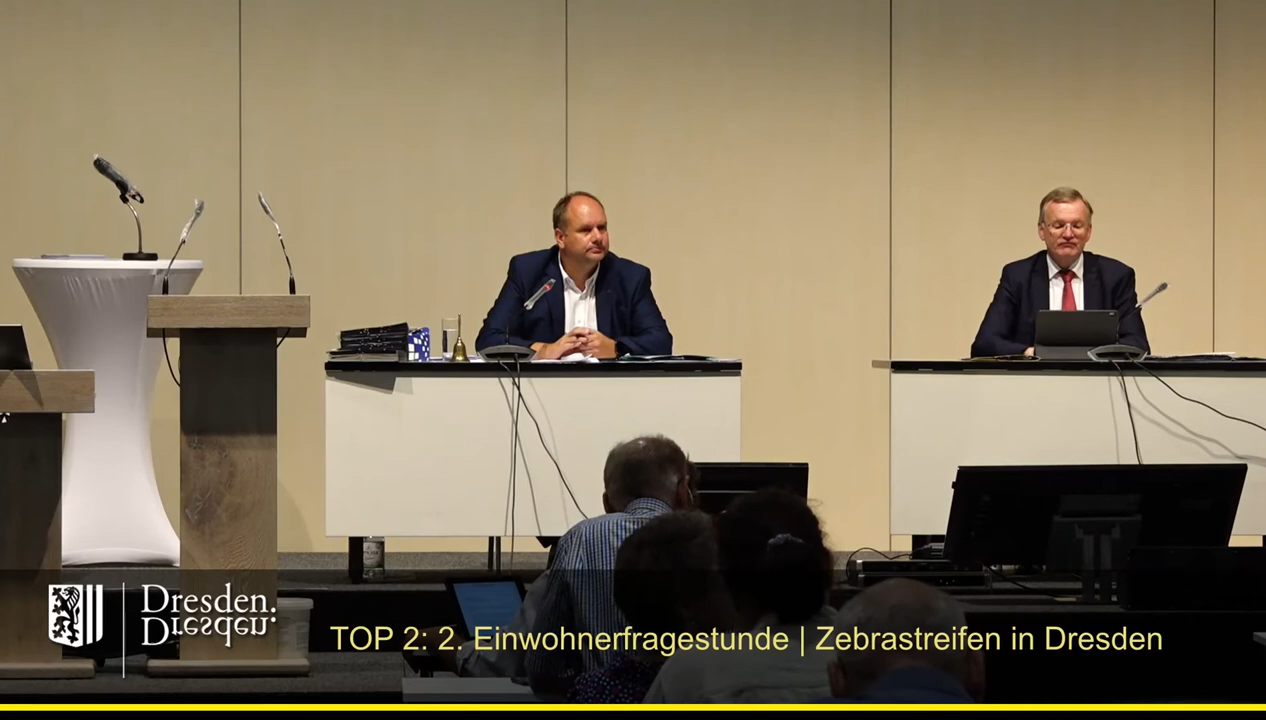 Dresden.
Dresden.
TOP 2: 2. Einwohnerfragestunde | Zebrastreifen in Dresden